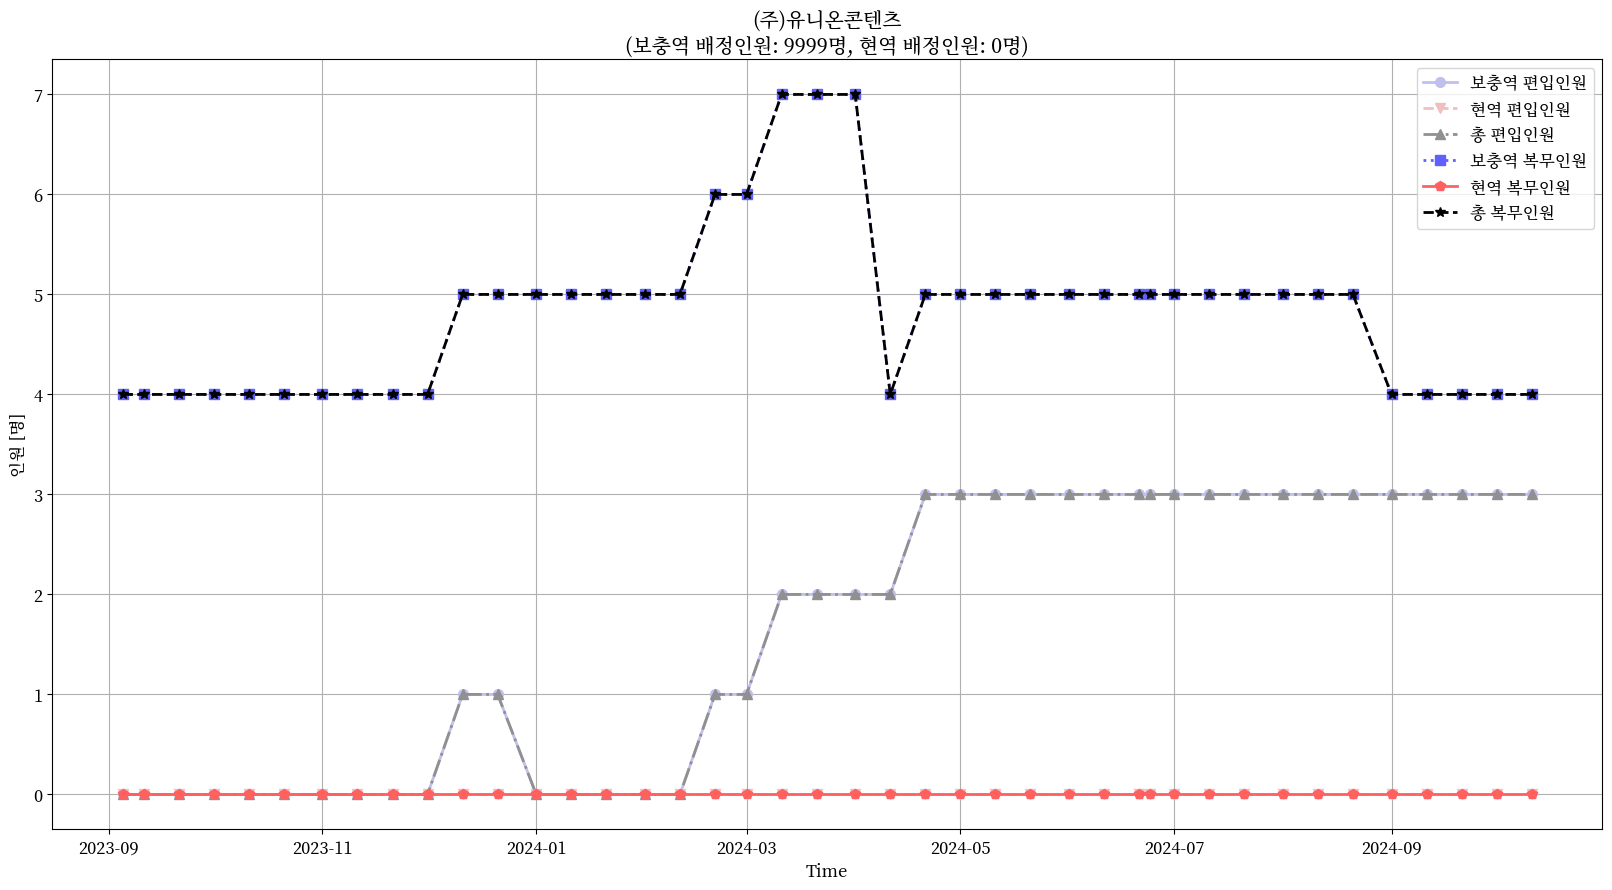 (주)유니온콘텐츠
(보충역 배정인원: 9999명, 현역 배정인원: 0명)
보충역 편입인원
현역 편입인원
총 편입인원
보충역 복무인원
현역 복무인원
총 복무인원
인원 [명]
7
6
5
4
3
2
1
0
2023-09
2023-11
2024-01
2024-03
2024-05
2024-07
2024-09
Time